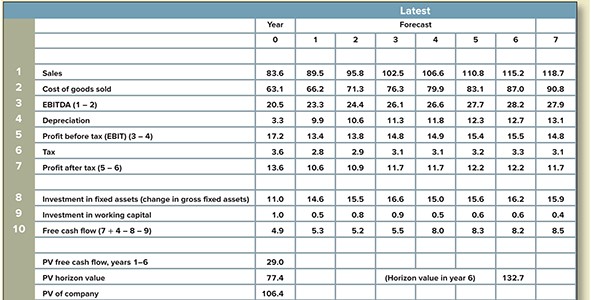 Latest
Year Forecast
0 1 2 3 4 5 6 7
1 Sales 83.6 89.5 95.8 102.5 106.6 110.8 115.2 118.7
2 Cost of goods sold 63.1 66.2 71.3 76.3 79.9 83.1 87.0 90.8
3 EBITDA (1 – 2) 20.5 23.3 24.4 26.1 26.6 27.7 28.2 27.9
4 Depreciation 3.3 9.9 10.6 11.3 11.8 12.3 12.7 13.1
5 Profit before tax (EBIT) (3 – 4) 17.2 13.4 13.8 14.8 14.9 15.4 15.5 14.8
6 Tax 3.6 2.8 2.9 3.1 3.1 3.2 3.3 3.1
7 Profit after tax (5 – 6) 13.6 10.6 10.9 11.7 11.7 12.2 12.2 11.7
8 Investment in fixed assets (change in gross fixed assets) 11.0 14.6 15.5 16.6 15.0 15.6 16.2 15.9
9 Investment in working capital 1.0 0.5 0.8 0.9 0.5 0.6 0.6 0.4
10 Free cash flow (7 + 4 – 8 – 9) 4.9 5.3 5.2 5.5 8.0 8.3 8.2 8.5
PV free cash flow, years 1–6 29.0
PV horizon value 77.4 (Horizon value in year 6) 132.7
PV of company 106.4